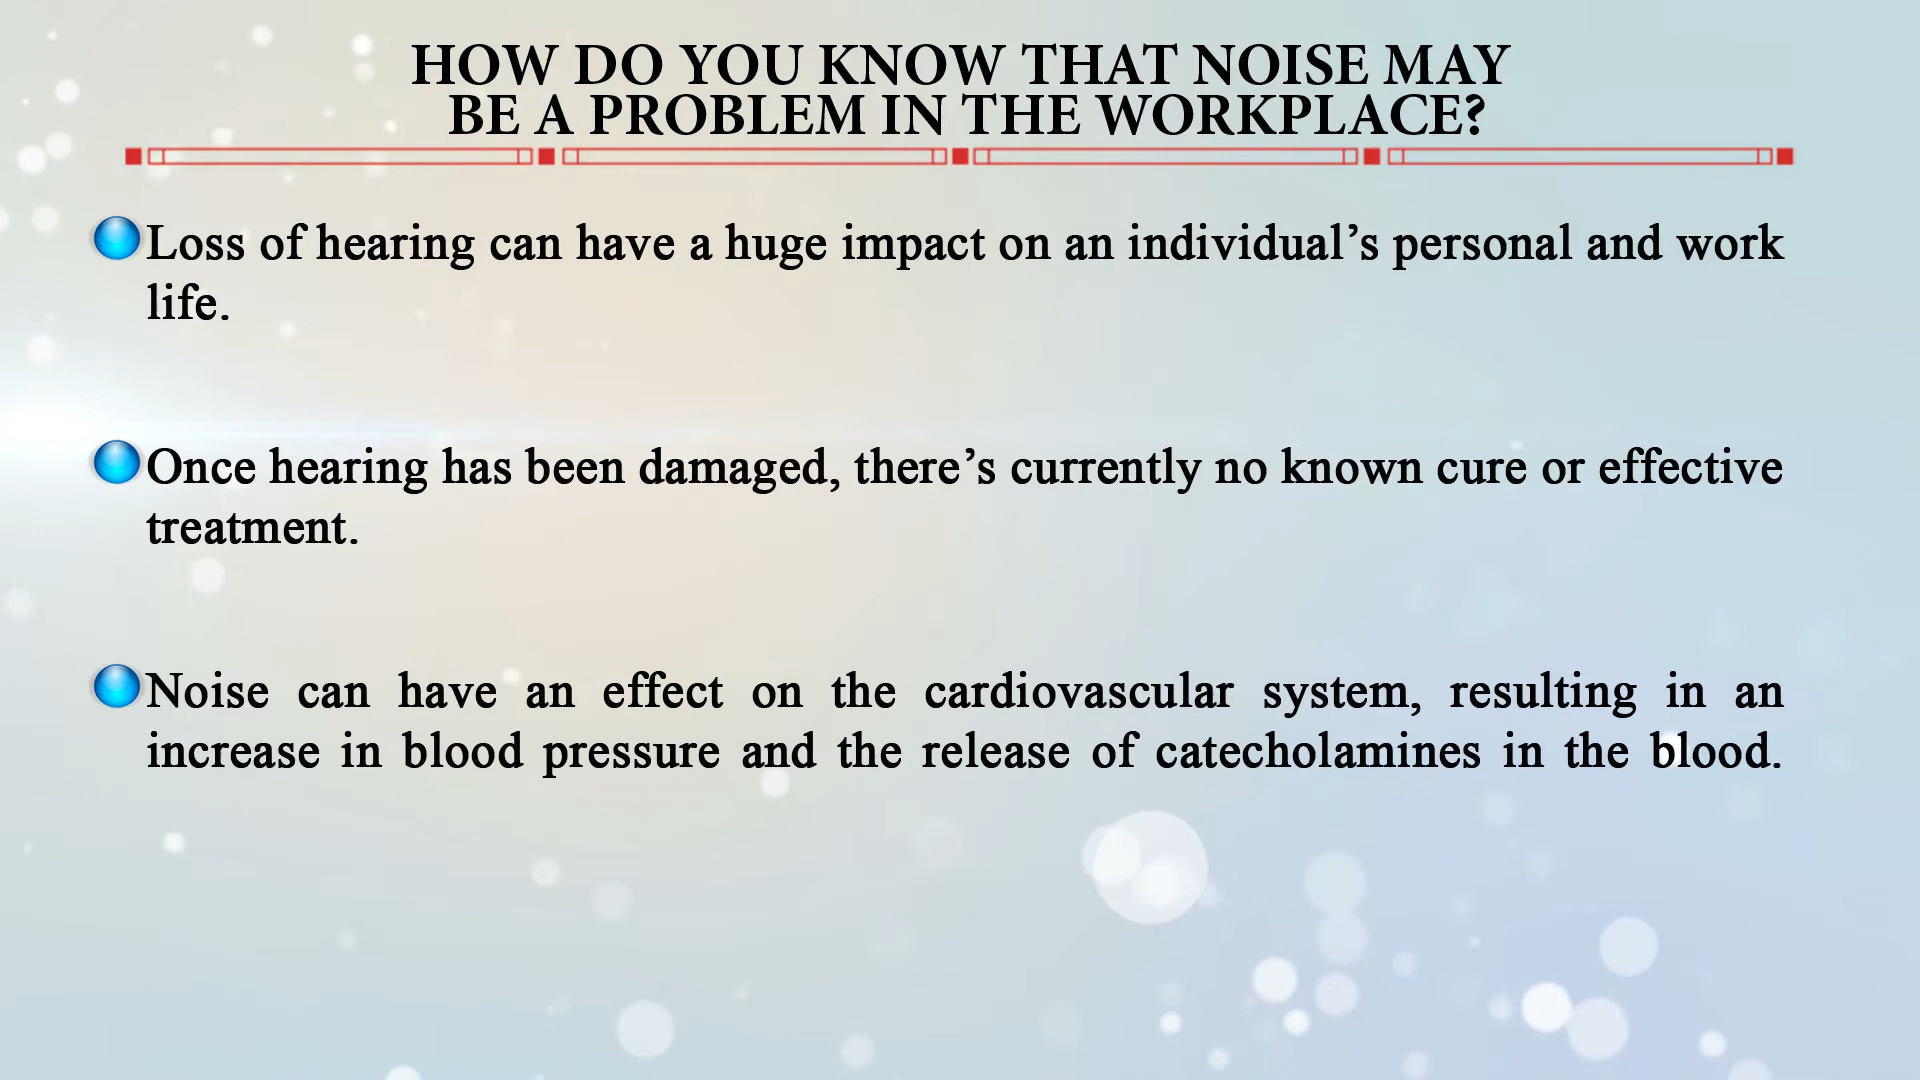 HOW DO YOU KNOW THAT NOISE MAY
BE A PROBLEM IN THE WORKPLACE?
Loss of hearing can have a huge impact on an individual’s personal and work
life.
Once hearing has been damaged, there’s currently no known cure or effective
treatment.
Noise can have an effect on the cardiovascular system, resulting in an
increase in blood pressure and the release of catecholamines in the blood.